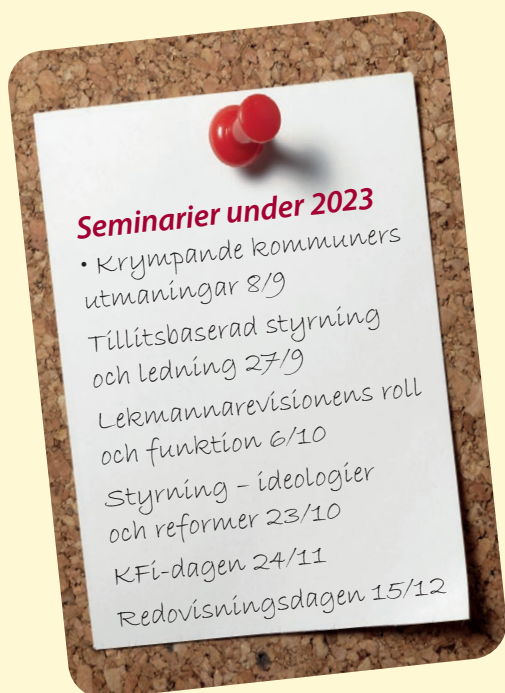 Seminarier under 2023
• Krympande kommuners
utmaningar 8/9
Tillitsbaserad styrning
och ledning 27/9
Lekmannarevisionens roll
och funktion 6/10
Styrning – ideologier
och reformer 23/10
KFi-dagen 24/11
Redovisningsdagen 15/12